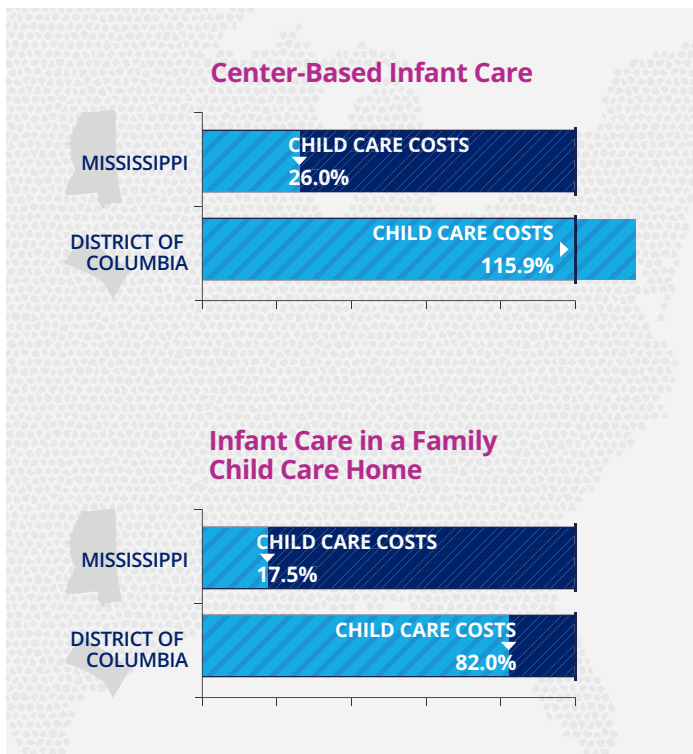 Center-Based Infant Care
MISSISSIPPI
CHILD CARE COSTS
26.0%
DISTRICT OF
COLUMBIA
CHILD CARE COSTS
115.9%
Infant Care in a Family
Child Care Home
MISSISSIPPI
CHILD CARE COSTS
17.5%
DISTRICT OF
COLUMBIA
CHILD CARE COSTS
82.0%